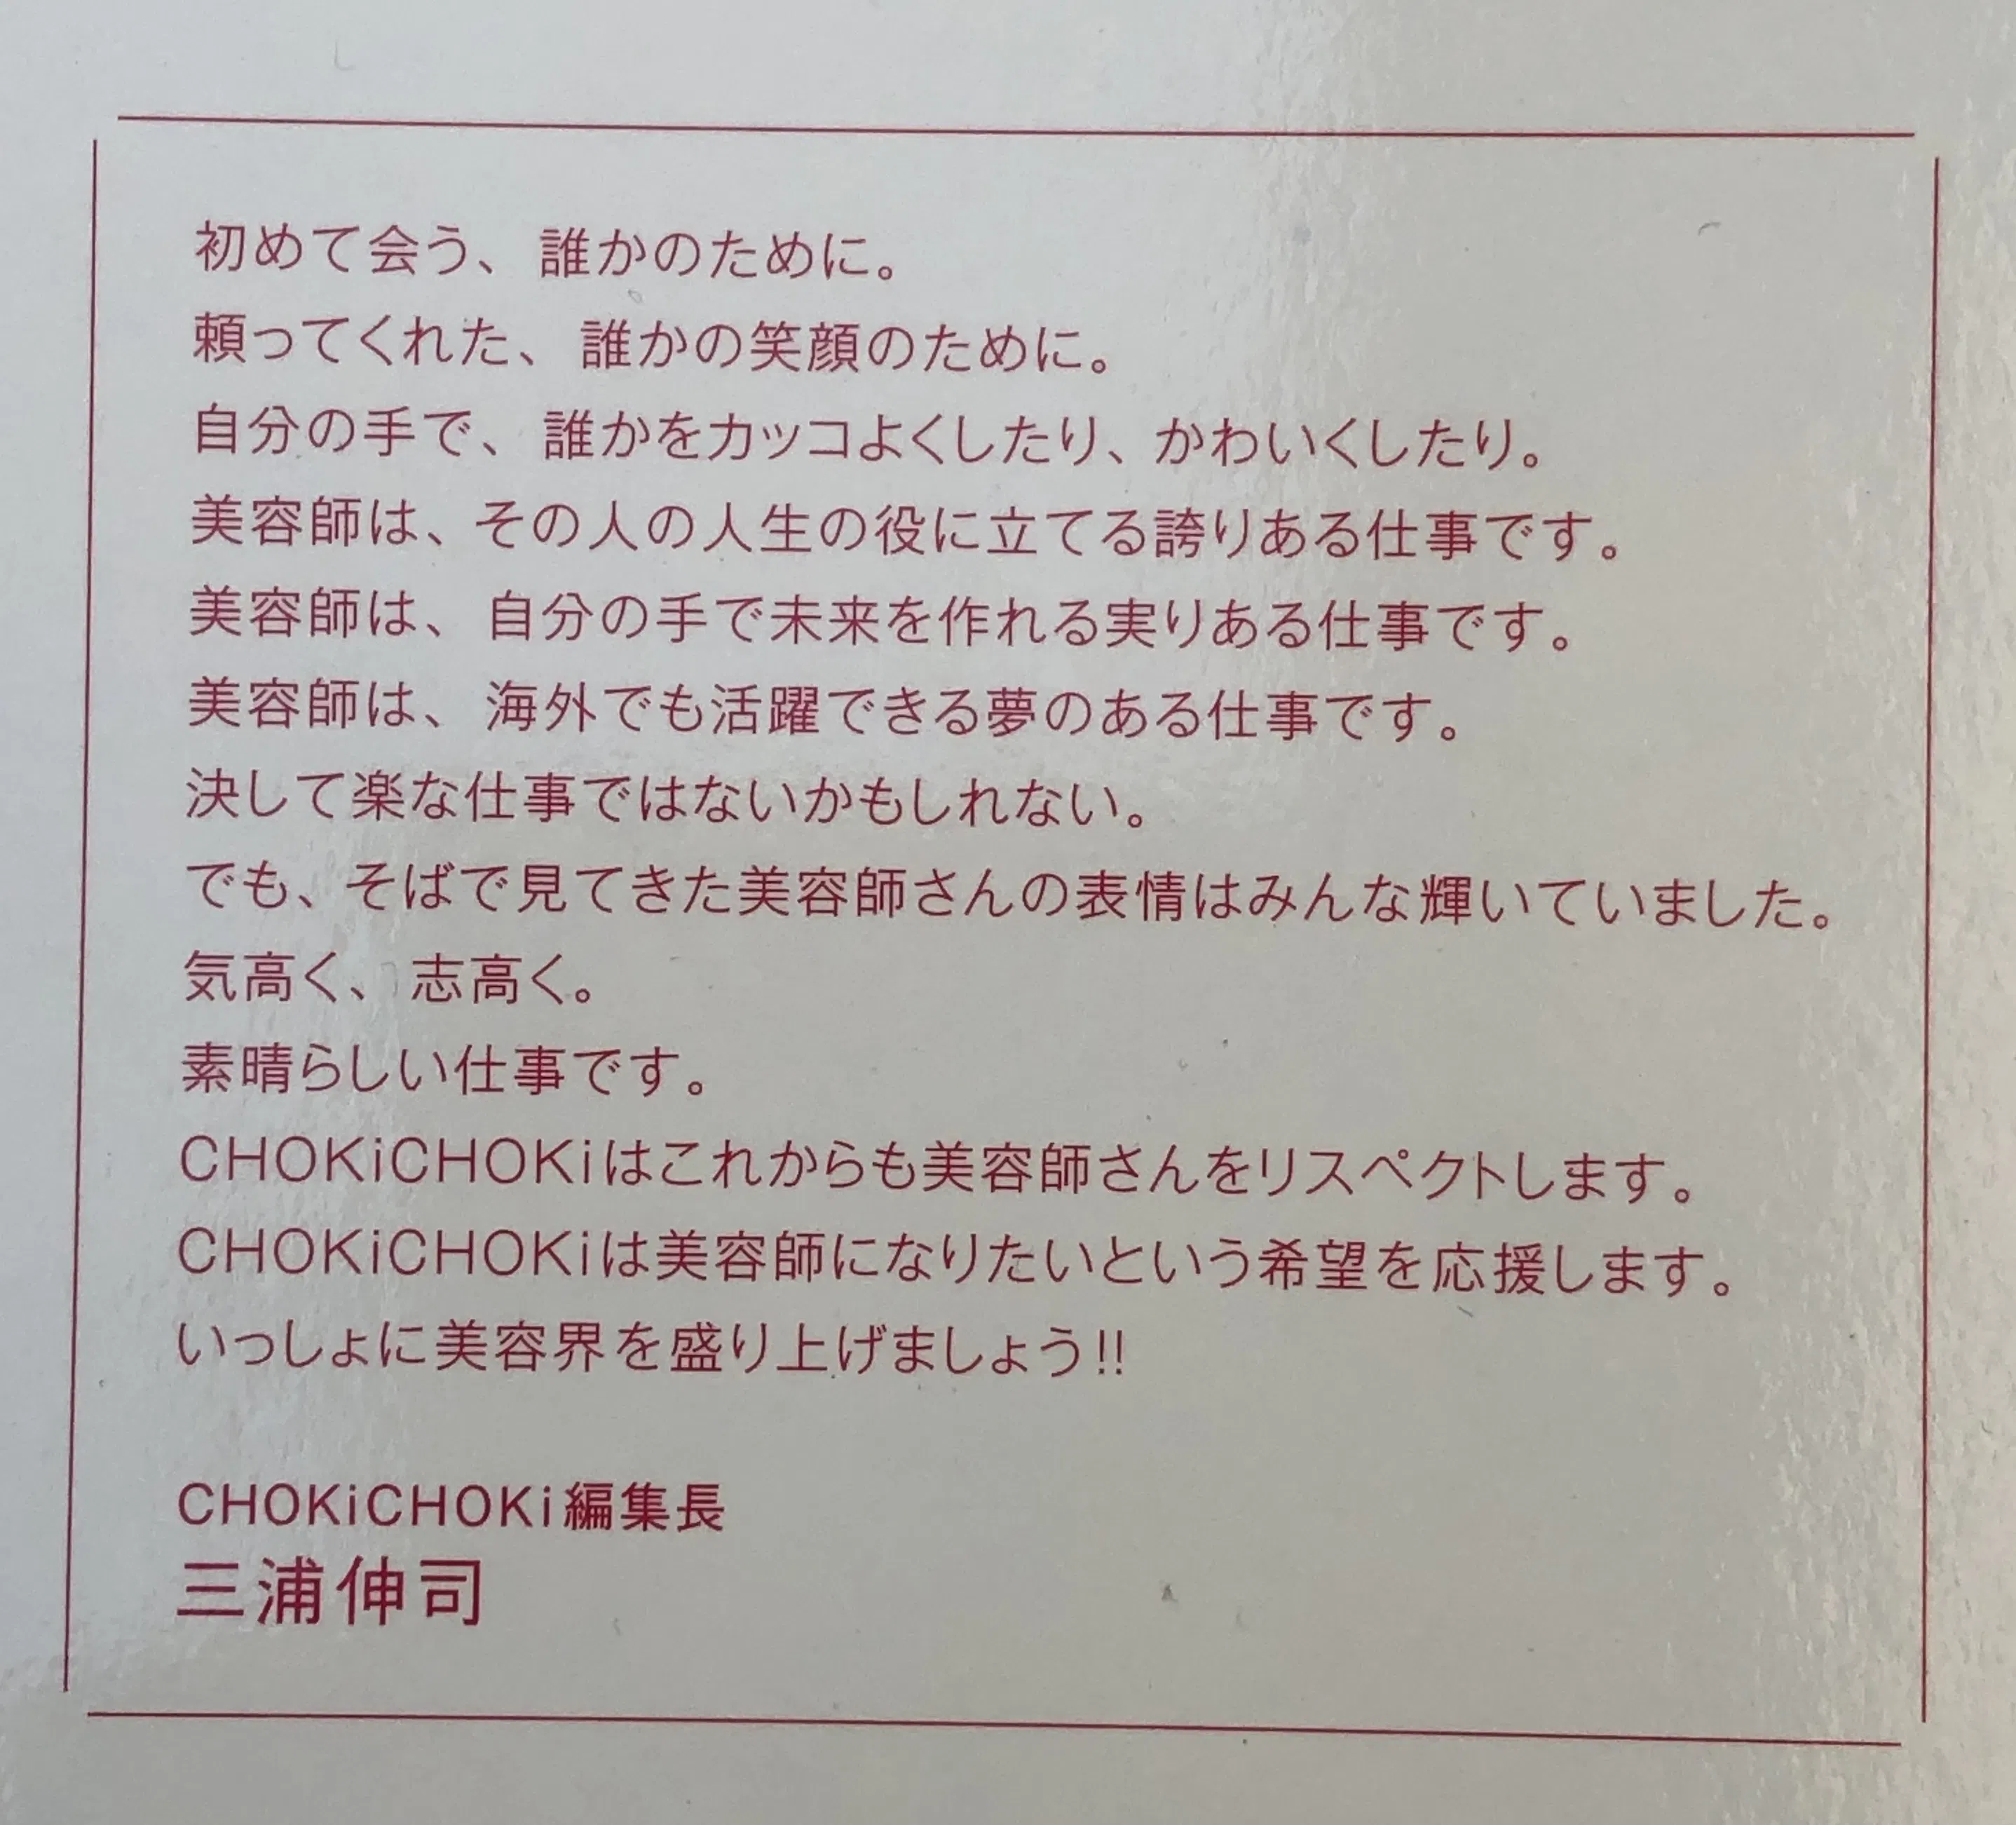 初めて会う、誰かのために。
頼ってくれた、誰かの笑顔のために。
自分の手で、誰かをカッコよくしたり、かわいくしたり。
美容師は、その人の人生の役に立てる誇りある仕事です。
美容師は、自分の手で未来を作れる実りある仕事です。
美容師は、海外でも活躍できる夢のある仕事です。
決して楽な仕事ではないかもしれない。
でも、そばで見てきた美容師さんの表情はみんな輝いていました。
気高く、志高く。
素晴らしい仕事です。
CHOKiCHOKiはこれからも美容師さんをリスペクトします。
CHOKiCHOKiは美容師になりたいという希望を応援します。
いっしょに美容界を盛り上げましょう!!
CHOKiCHOKi編集長
三浦伸司